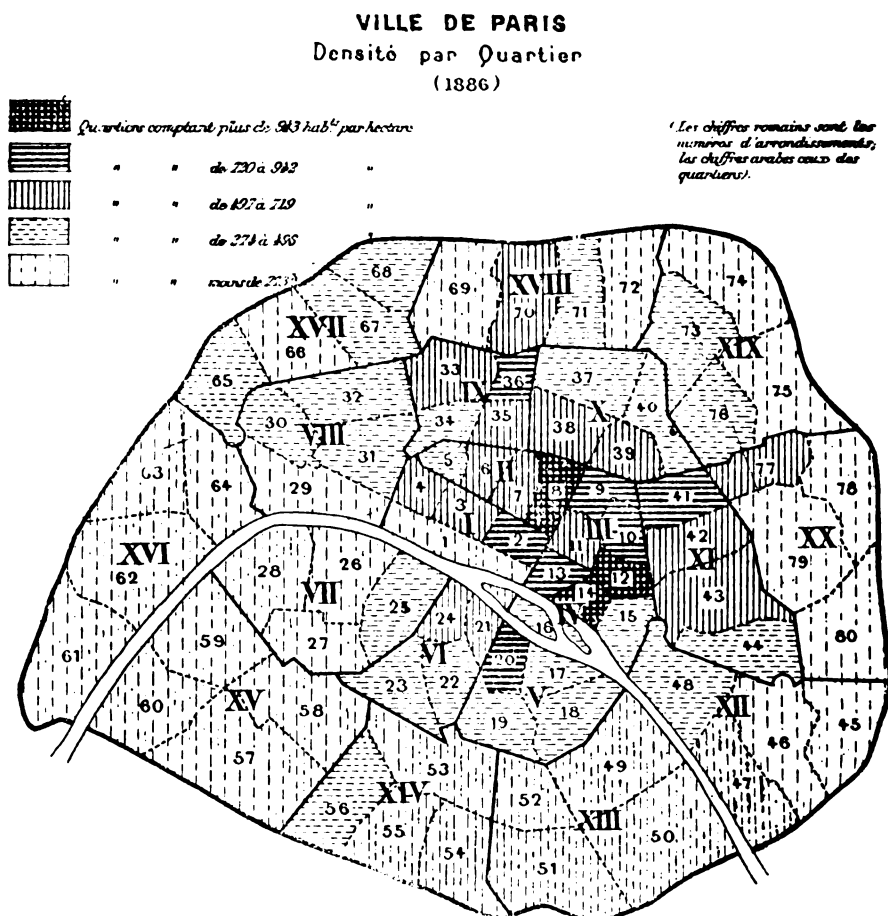 VILLE DE PARIS
Densité par Quartier
(1886)
Quartiers comptant plus de 943 habts par hectare
" " de 720 à 942 "
" " de 497 à 719 "
" " de 274 à 496 "
" " moins de
(Les chiffres romains sont les
numéros d'arrondissements;
les chiffres arabes ceux des
quartiers).
68
69
XVIII
72
74
70
71
XVII
67
66
73
XIX
33
36
37
75
65
32
IX
40
76
30
34
35
X
VIII
38
31
39
5
6
II
77
63
4
7
8
9
41
78
64
29
3
I
III
10
42
XX
1
2
11
XI
79
XVI
62
28
26
13
12
43
VII
25
14
IV
27
24
21
16
15
80
59
VI
20
44
61
23
22
17
48
60
XV
58
19
V
18
XII
45
57
53
49
46
47
56
XIV
52
XIII
50
55
54
51